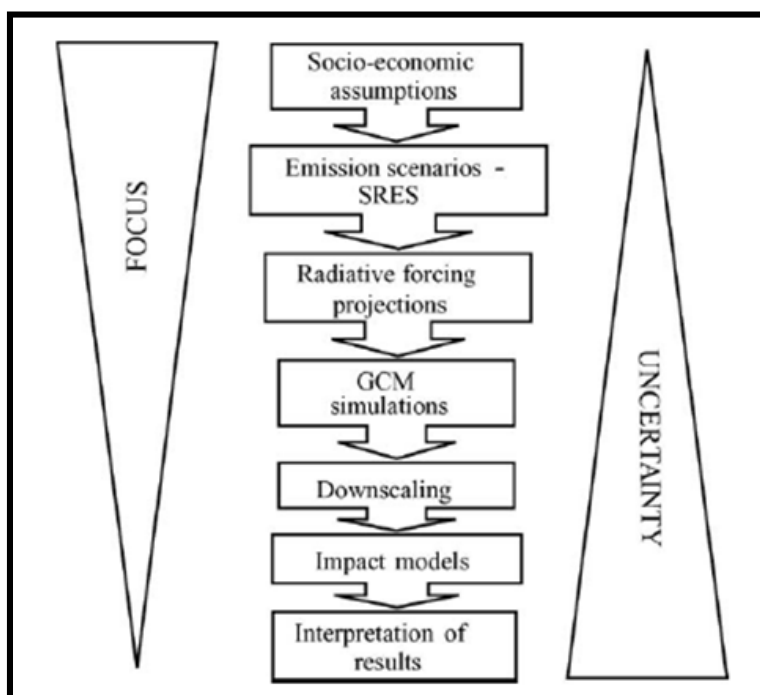 FOCUS
Socio-economic
assumptions
Emission scenarios -
SRES
Radiative forcing
projections
GCM
simulations
Downscaling
Impact models
Interpretation of
results
UNCERTAINTY